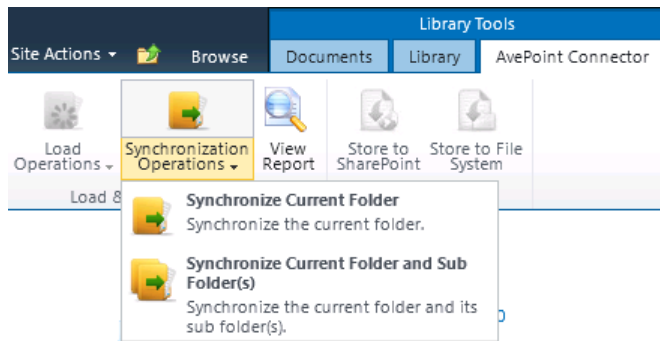 Library Tools
Site Actions Browse Documents Library AvePoint Connector
Load Operations
Synchronization Operations
View Report
Store to SharePoint
Store to File System
Load &
Synchronize Current Folder
Synchronize the current folder.
Synchronize Current Folder and Sub
Folder(s)
Synchronize the current folder and its
sub folder(s).